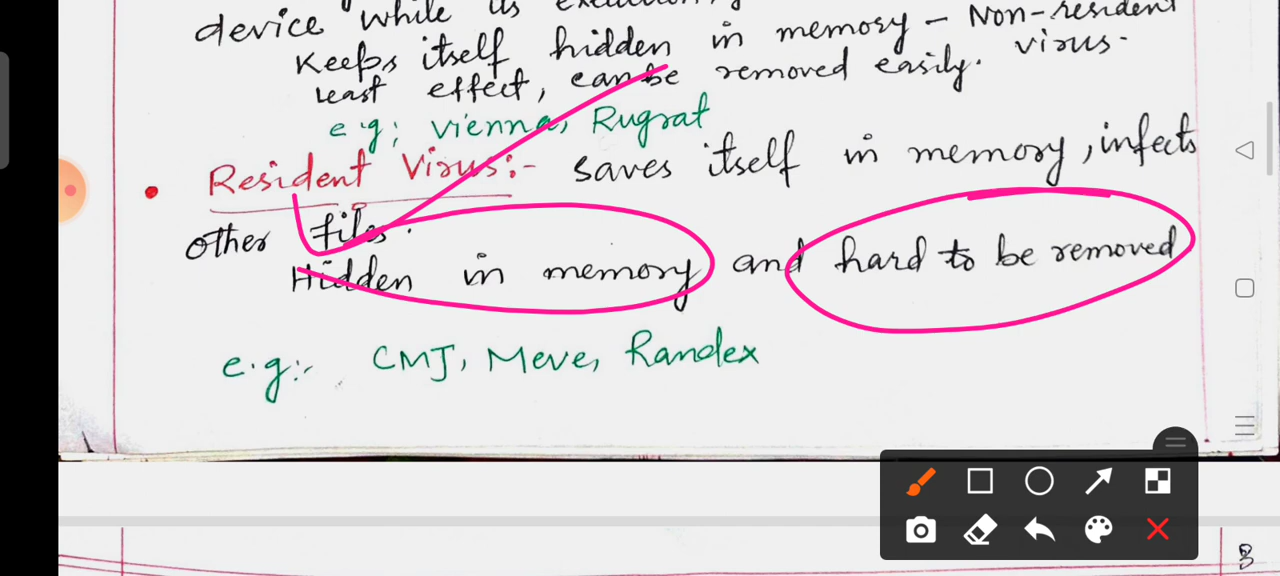 device while its
Keeps itself hidden in memory - Non-resident virus.
Least effect, can be removed easily.
e.g; Vienna, Rugrat
Resident Virus:- saves itself in memory, infects
other files.
Hidden in memory and hard to be removed
e.g:- CMJ, Meve, Randex
3